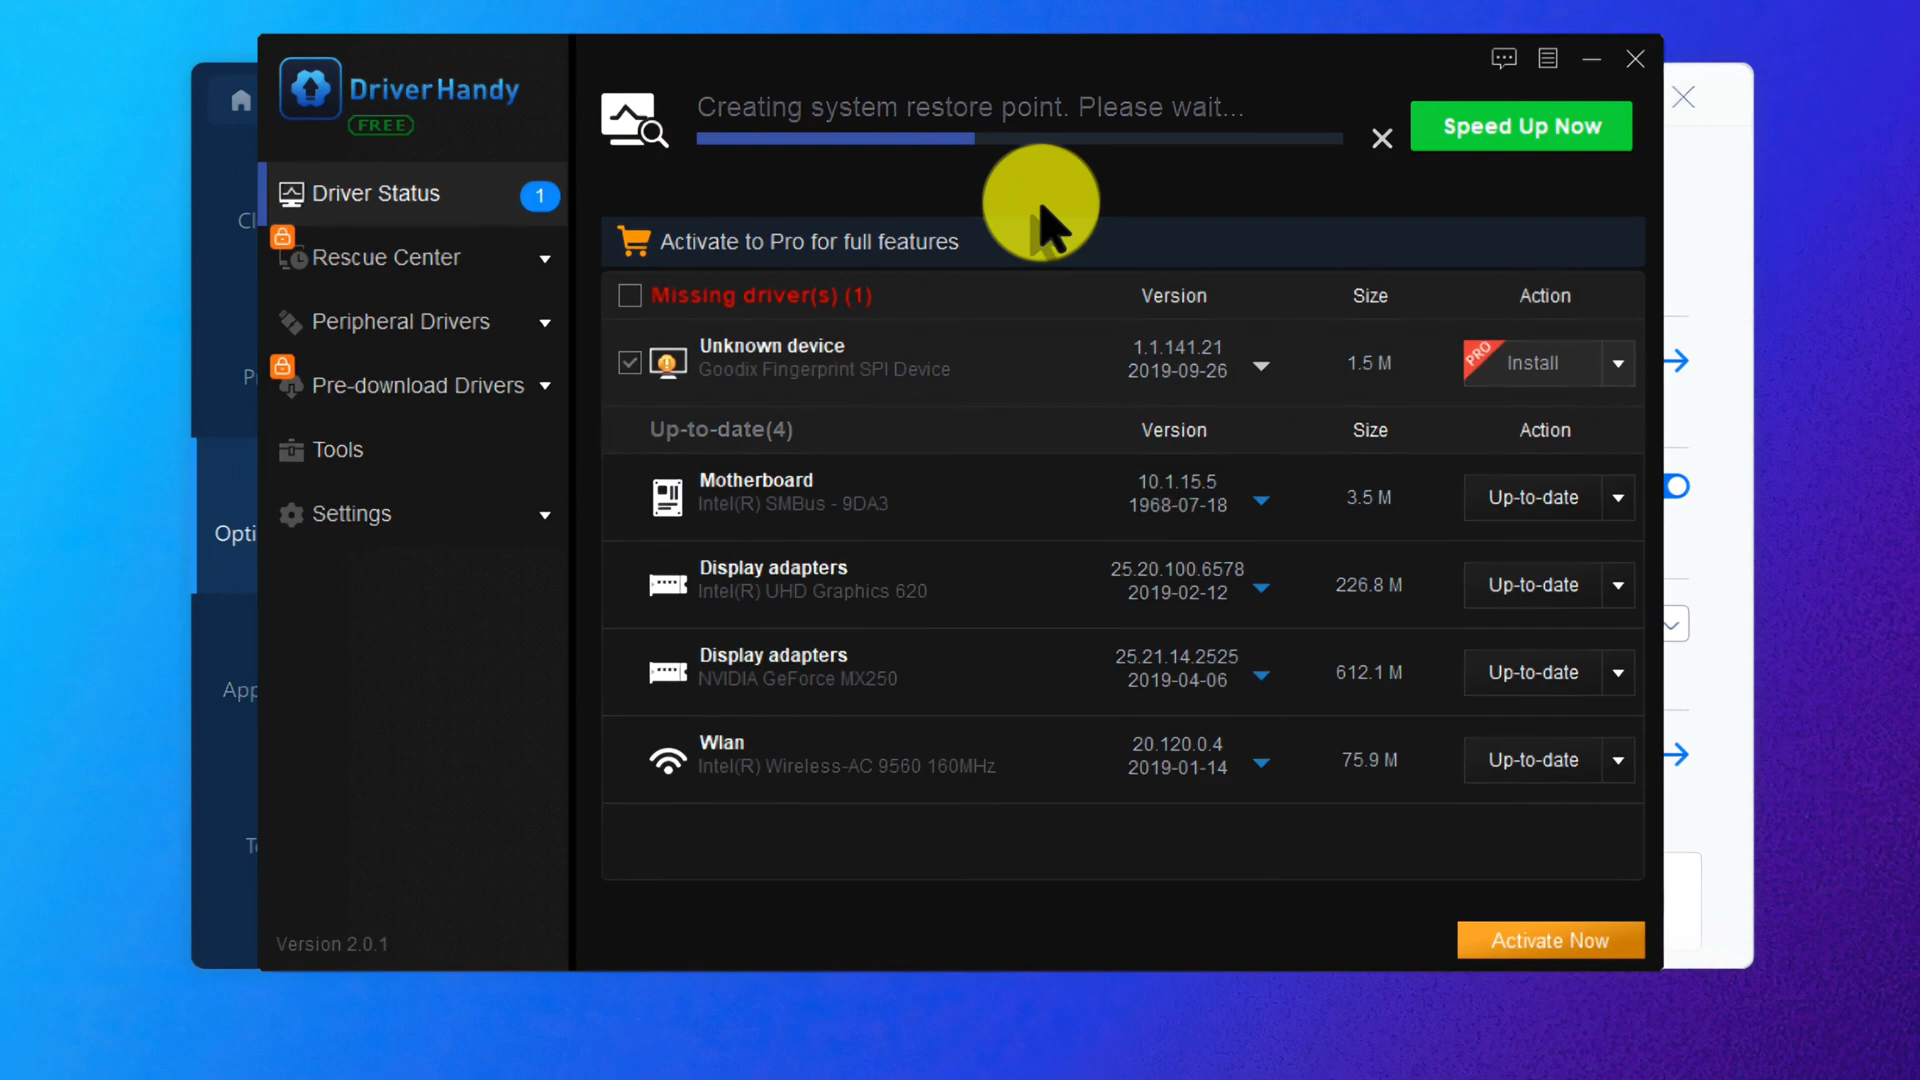 DriverHandy
FREE
Creating system restore point. Please wait...
Speed Up Now
Driver Status
1
Activate to Pro for full features
Rescue Center
Missing driver(s) (1)
Version
Size
Action
Peripheral Drivers
Unknown device
Goodix Fingerprint SPI Device
1.1.141.21
2019-09-26
1.5 M
PRO
Install
Pre-download Drivers
Up-to-date(4)
Version
Size
Action
Tools
Motherboard
Intel(R) SMBus - 9DA3
10.1.15.5
1968-07-18
3.5 M
Up-to-date
Settings
Opti
Display adapters
Intel(R) UHD Graphics 620
25.20.100.6578
2019-02-12
226.8 M
Up-to-date
Display adapters
NVIDIA GeForce MX250
25.21.14.2525
2019-04-06
612.1 M
Up-to-date
App
Wlan
Intel(R) Wireless-AC 9560 160MHz
20.120.0.4
2019-01-14
75.9 M
Up-to-date
Version 2.0.1
Activate Now